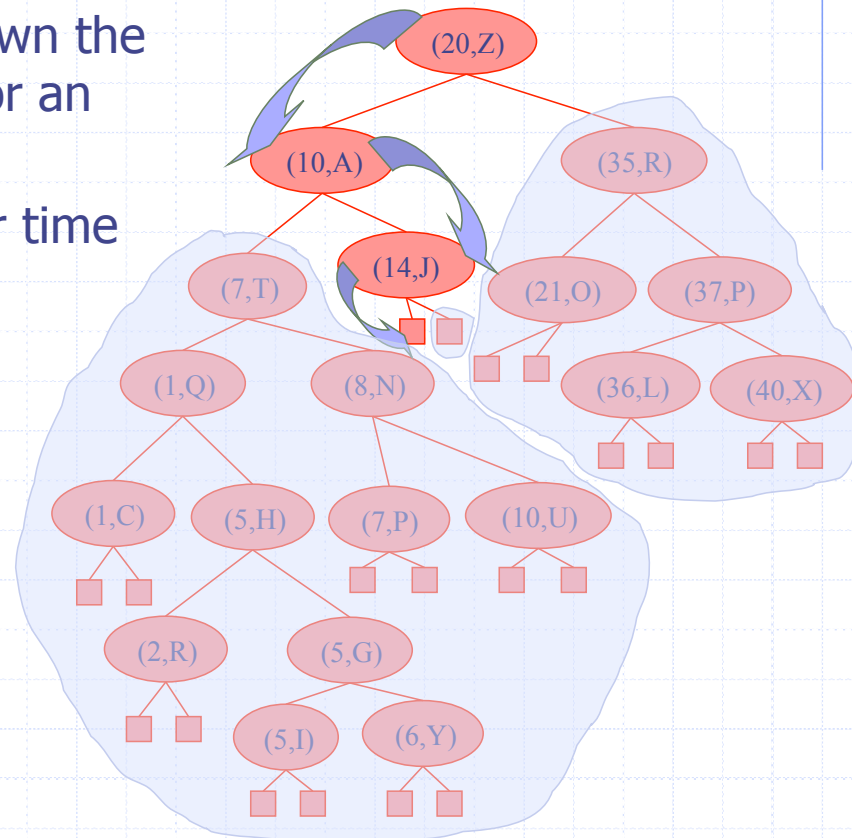 wn the
or an
r time
(20,Z)
(10,A)
(35,R)
(14,J)
(7,T)
(21,O)
(37,P)
(1,Q)
(8,N)
(36,L)
(40,X)
(1,C)
(5,H)
(7,P)
(10,U)
(2,R)
(5,G)
(5,I)
(6,Y)